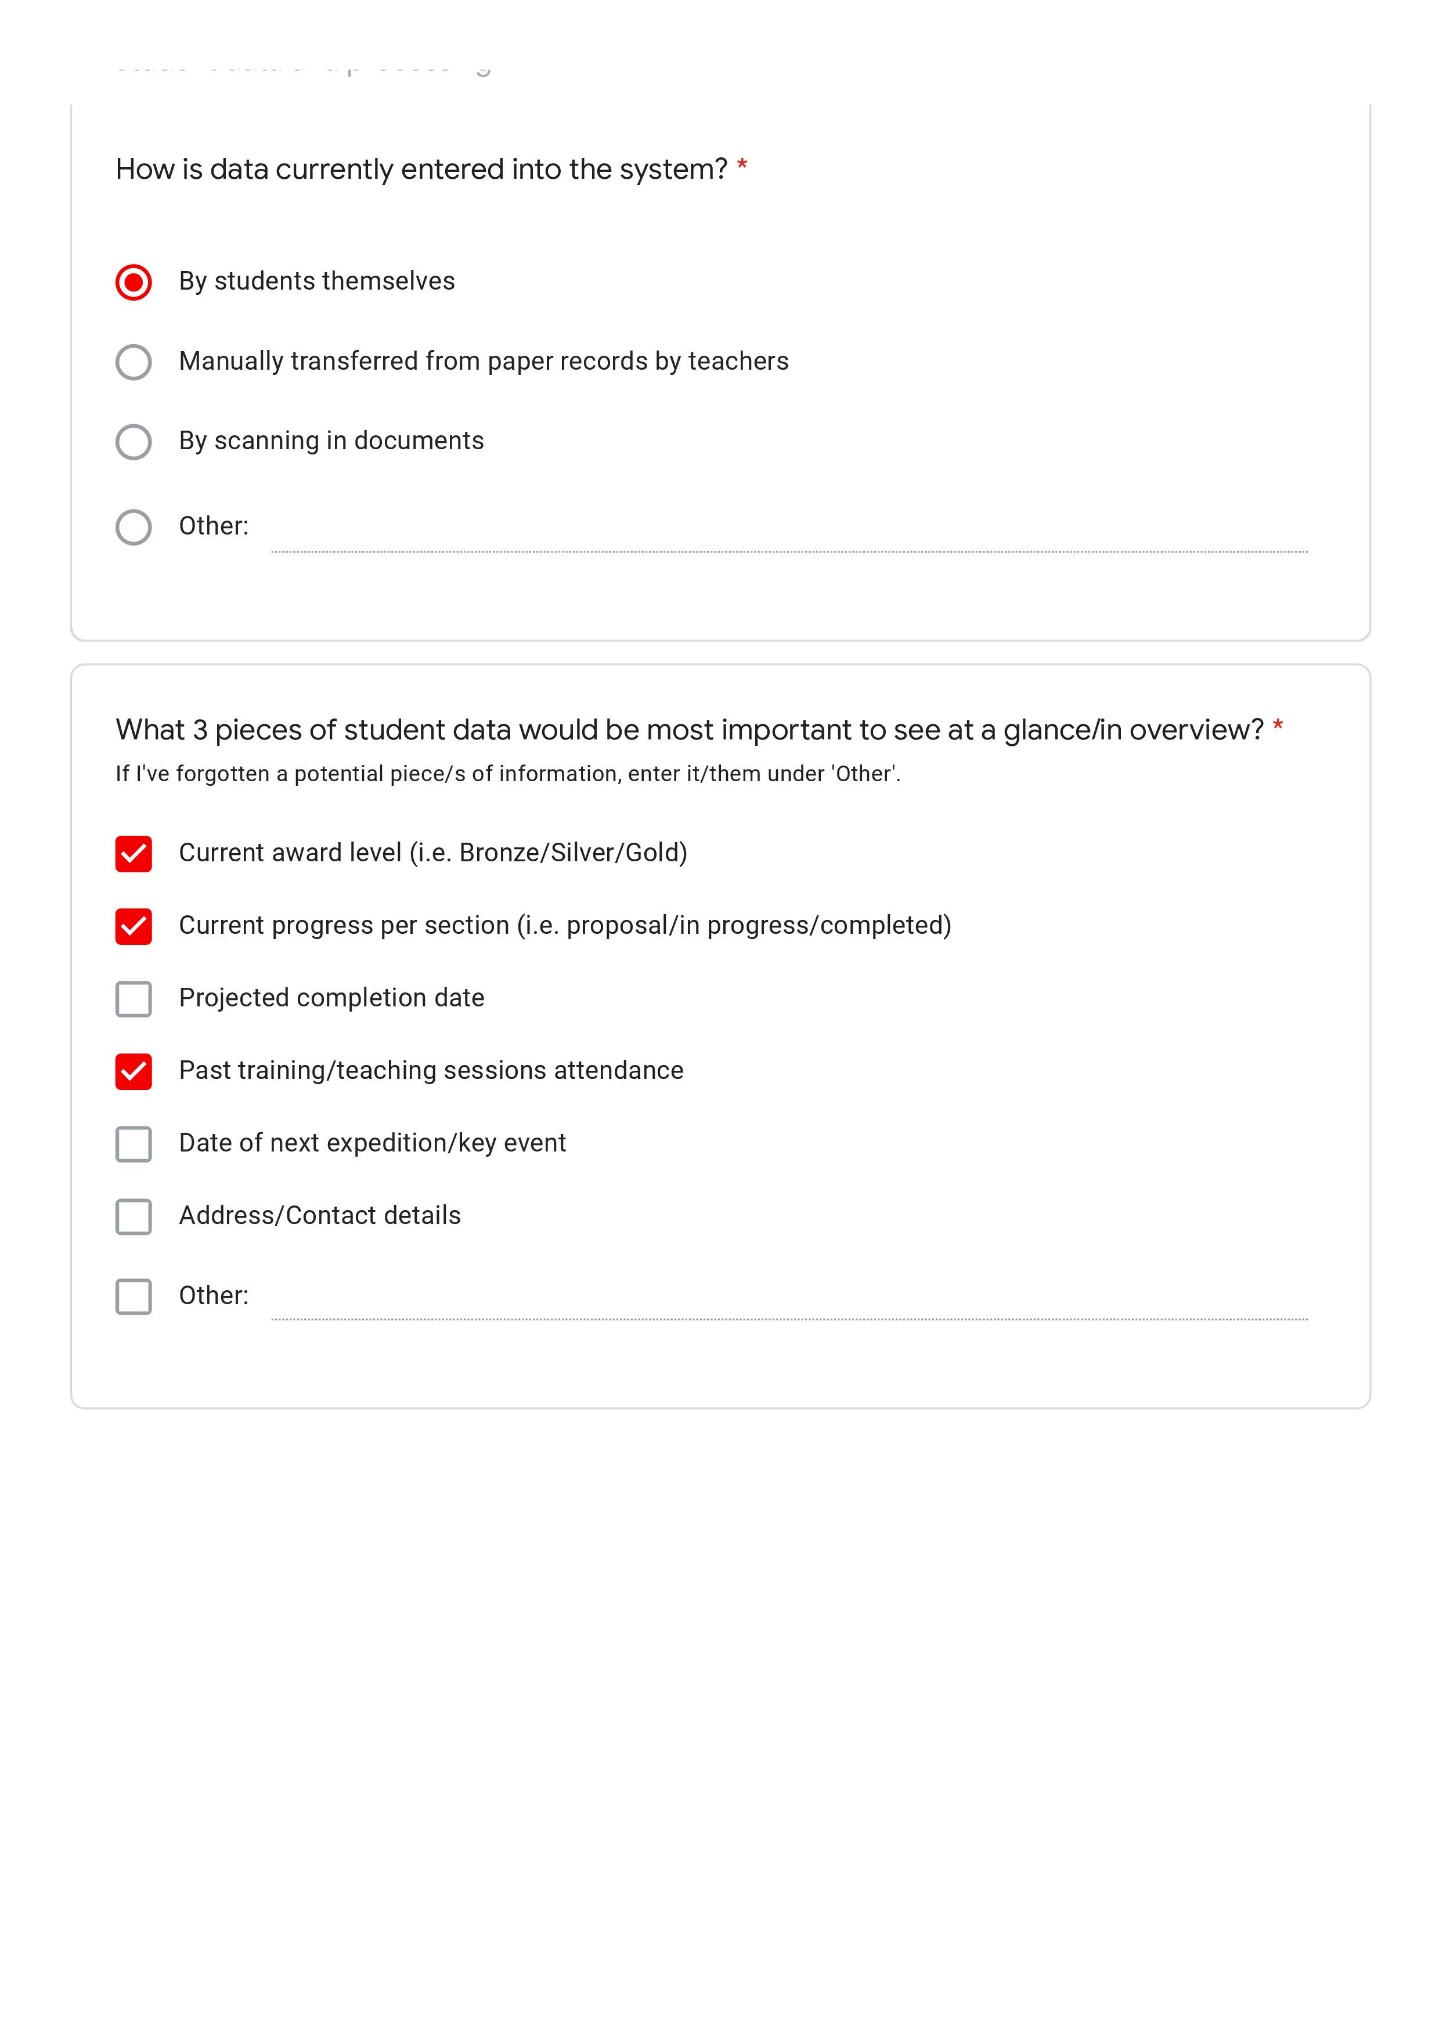 How is data currently entered into the system? *
By students themselves
Manually transferred from paper records by teachers
By scanning in documents
Other:
What 3 pieces of student data would be most important to see at a glance/in overview? *
If I've forgotten a potential piece/s of information, enter it/them under 'Other'.
Current award level (i.e. Bronze/Silver/Gold)
Current progress per section (i.e. proposal/in progress/completed)
Projected completion date
Past training/teaching sessions attendance
Date of next expedition/key event
Address/Contact details
Other: